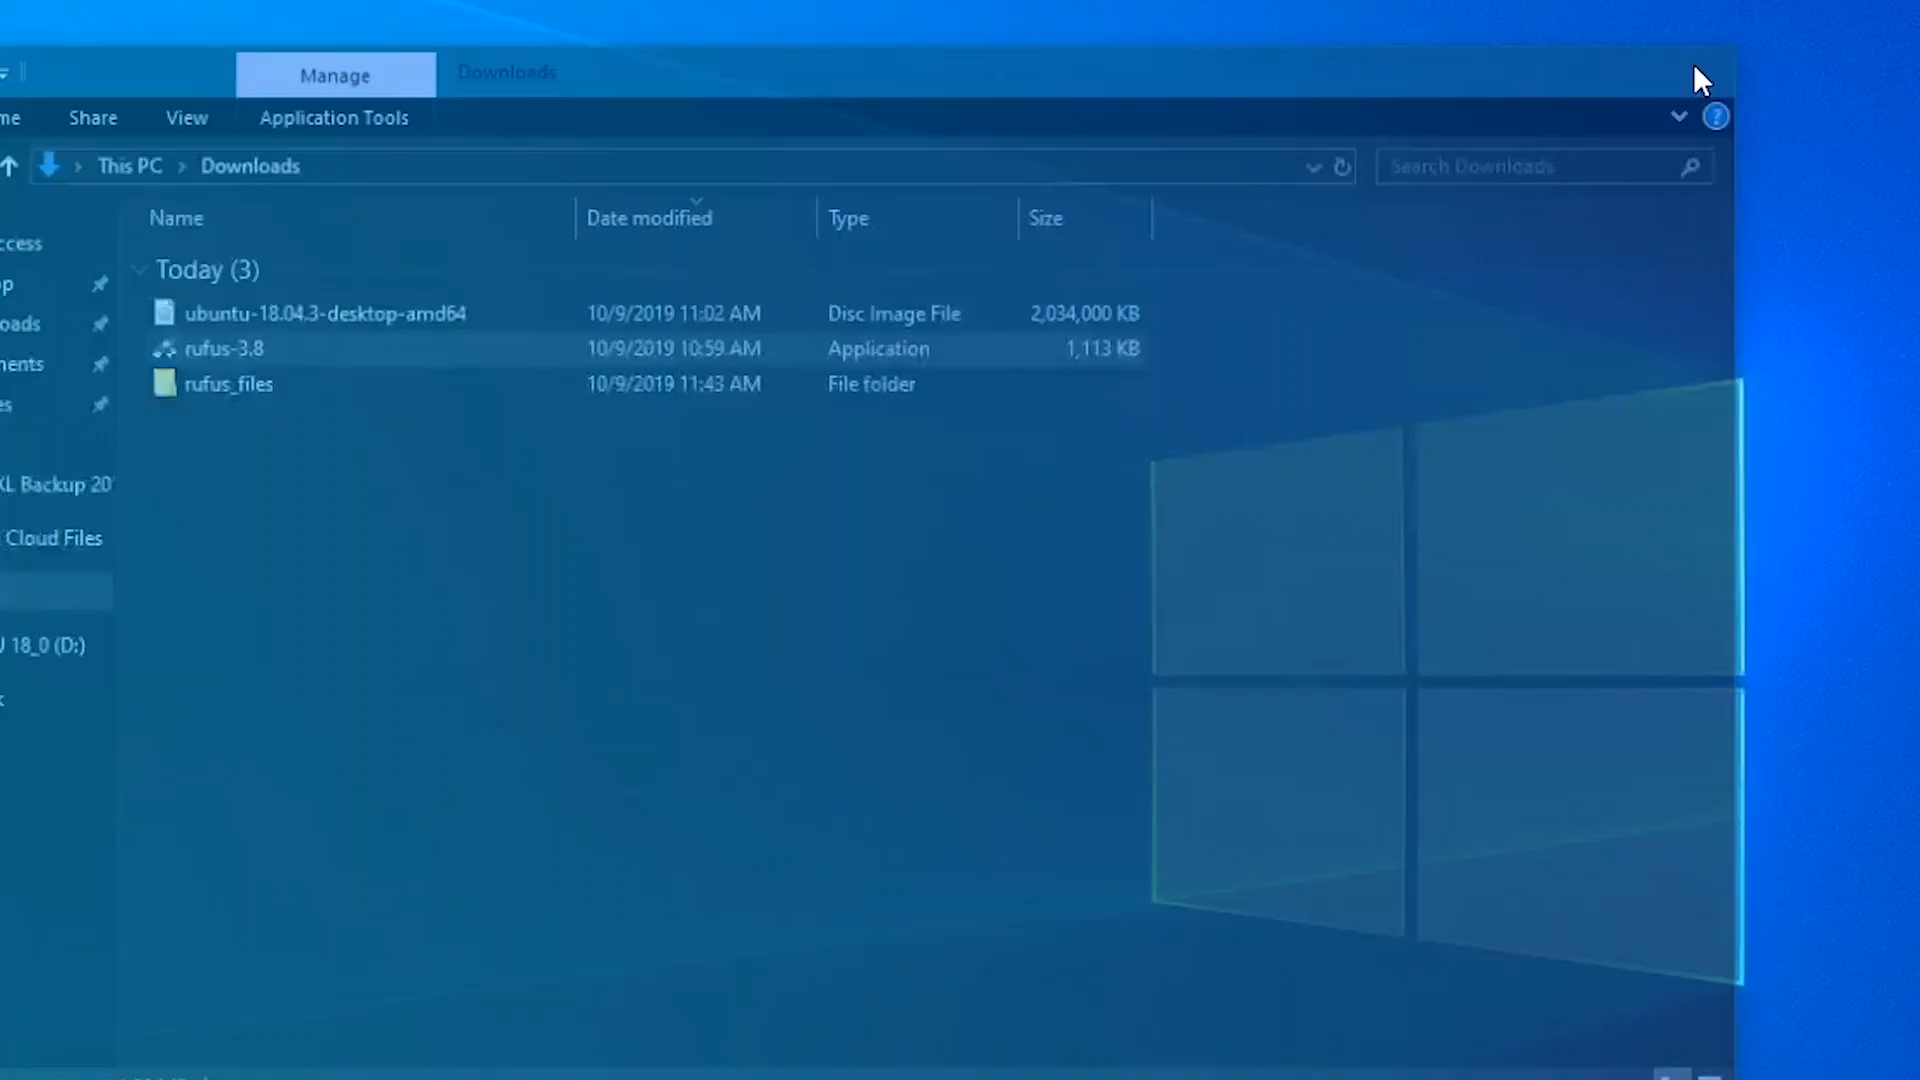 Manage Downloads
me Share View Application Tools
This PC Downloads Search Downloads
Name Date modified Type Size
ccess
Today (3)
op
ubuntu-18.04.3-desktop-amd64 10/9/2019 11:02 AM Disc Image File 2,034,000 KB
oads
rufus-3.8 10/9/2019 10:59 AM Application 1,113 KB
nents
rufus_files 10/9/2019 11:43 AM File folder
es
XL Backup 20
Cloud Files
U 18_0 (D:)
k